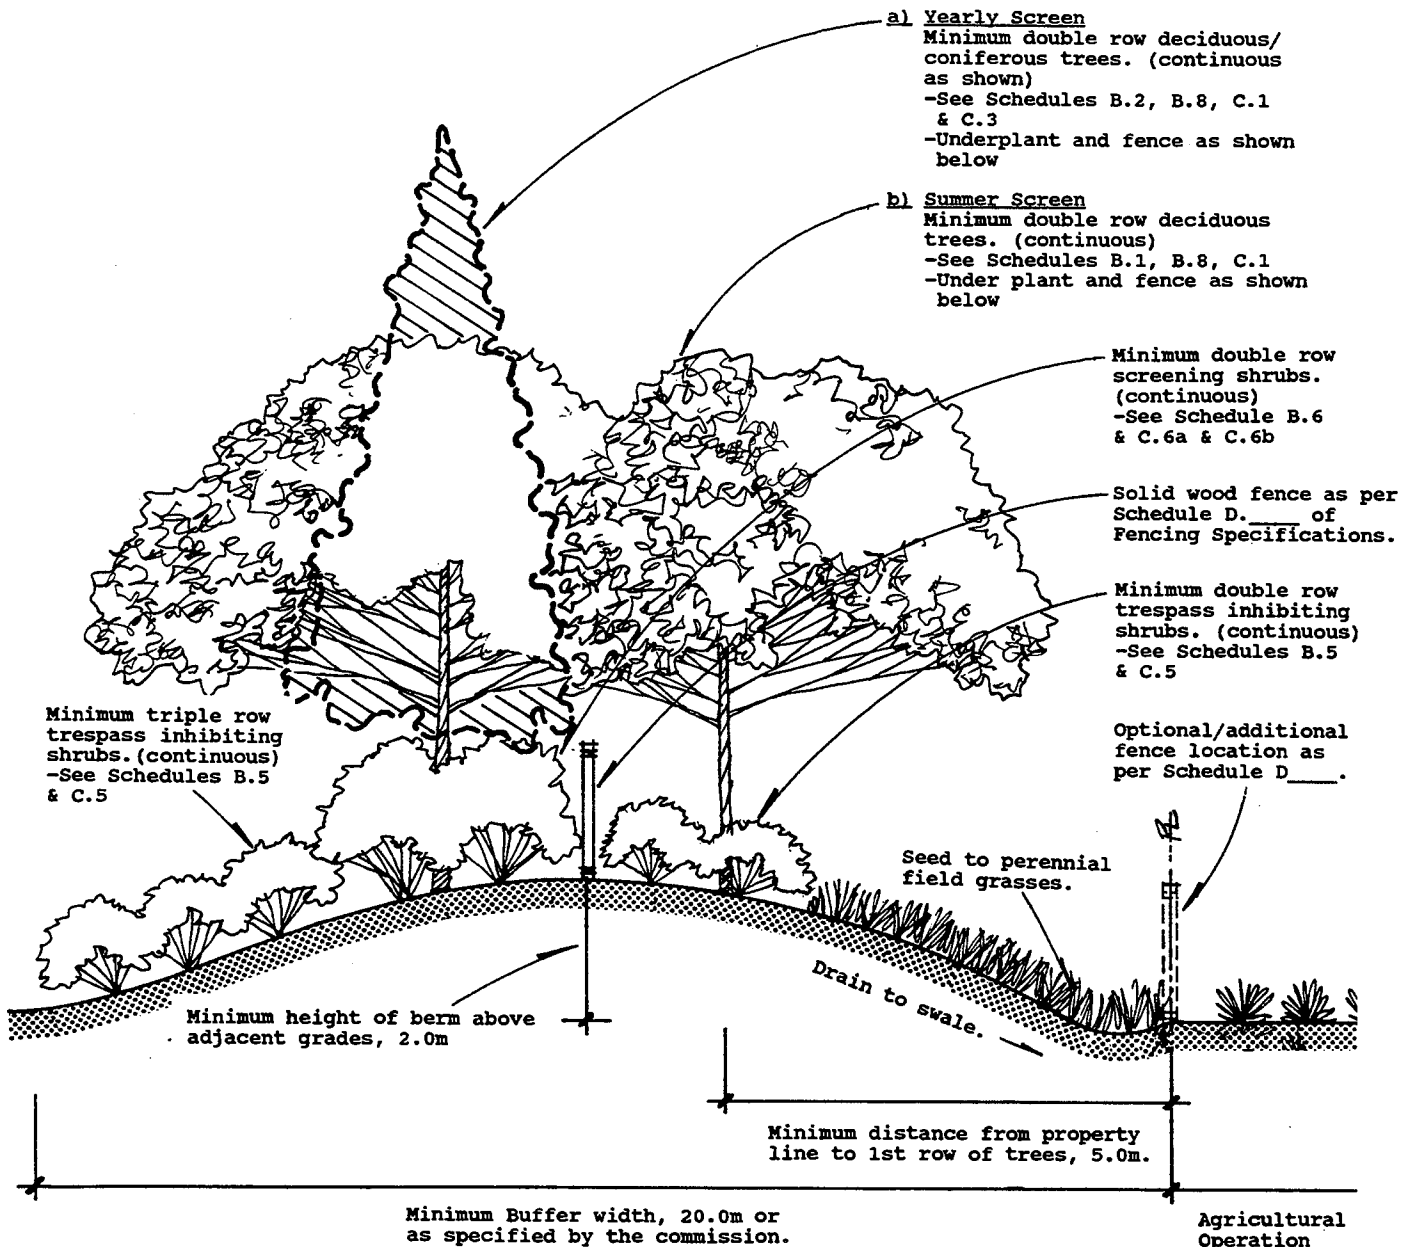 a) Yearly Screen
Minimum double row deciduous/
coniferous trees. (continuous
as shown)
-See Schedules B.2, B.8, C.1
& C.3
-Underplant and fence as shown
below
b) Summer Screen
Minimum double row deciduous
trees. (continuous)
-See Schedules B.1, B.8, C.1
-Under plant and fence as shown
below
Minimum double row
screening shrubs.
(continuous)
-See Schedule B.6
& C.6a & C.6b
Solid wood fence as per
Schedule D.____ of
Fencing Specifications.
Minimum double row
trespass inhibiting
shrubs. (continuous)
-See Schedules B.5
& C.5
Minimum triple row
trespass inhibiting
shrubs.(continuous)
-See Schedules B.5
& C.5
Optional/additional
fence location as
per Schedule D____.
Seed to perennial
field grasses.
Drain to swale.
Minimum height of berm above
adjacent grades, 2.0m
Minimum distance from property
line to 1st row of trees, 5.0m.
Minimum Buffer width, 20.0m or
as specified by the commission.
Agricultural
Operation